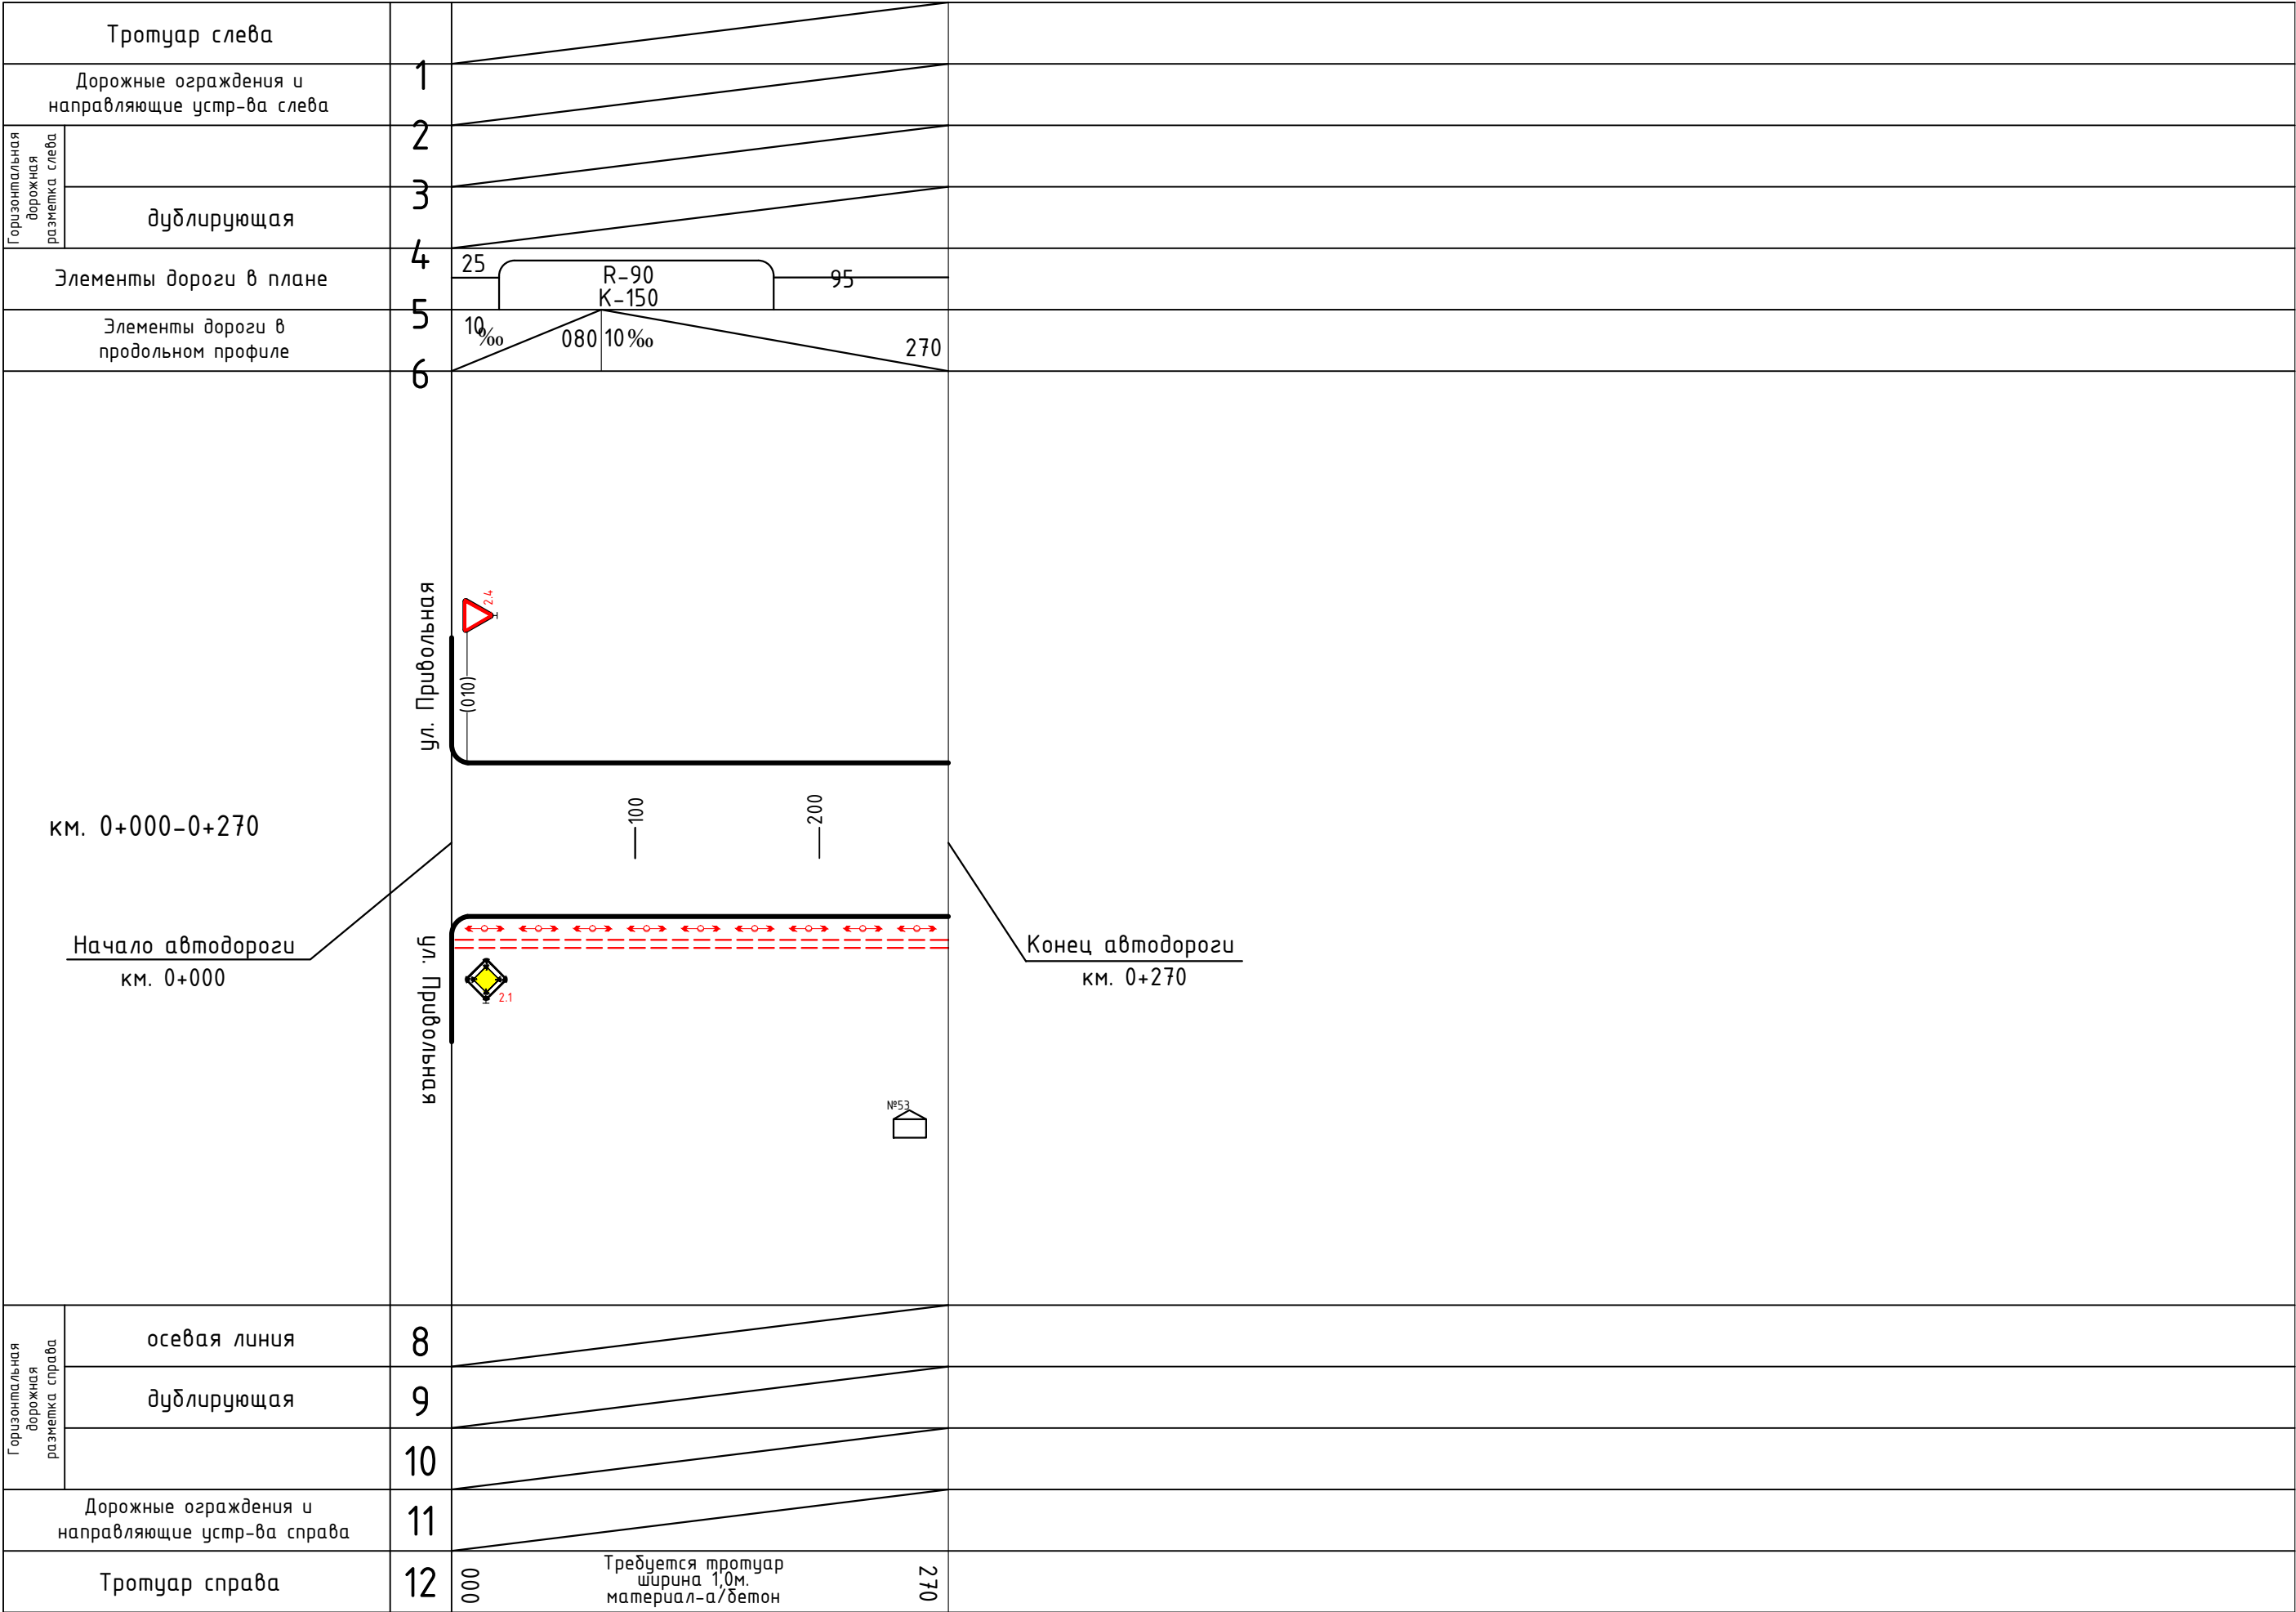 Тротуар слева
1
Дорожные ограждения и
направляющие устр-ва слева
2
Горизонтальная
дорожная
разметка слева
3
дублирующая
4
Элементы дороги в плане
25
R-90
K-150
95
5
Элементы дороги в
продольном профиле
10‰
080
10‰
270
6
ул. Привольная
2.4
(010)
км. 0+000-0+270
100
200
Начало автодороги
км. 0+000
ул. Привольная
2.1
Конец автодороги
км. 0+270
№53
Горизонтальная
дорожная
разметка справа
осевая линия
8
дублирующая
9
10
Дорожные ограждения и
направляющие устр-ва справа
11
Тротуар справа
12
000
Требуется тротуар
ширина 1,0м.
материал-а/бетон
270